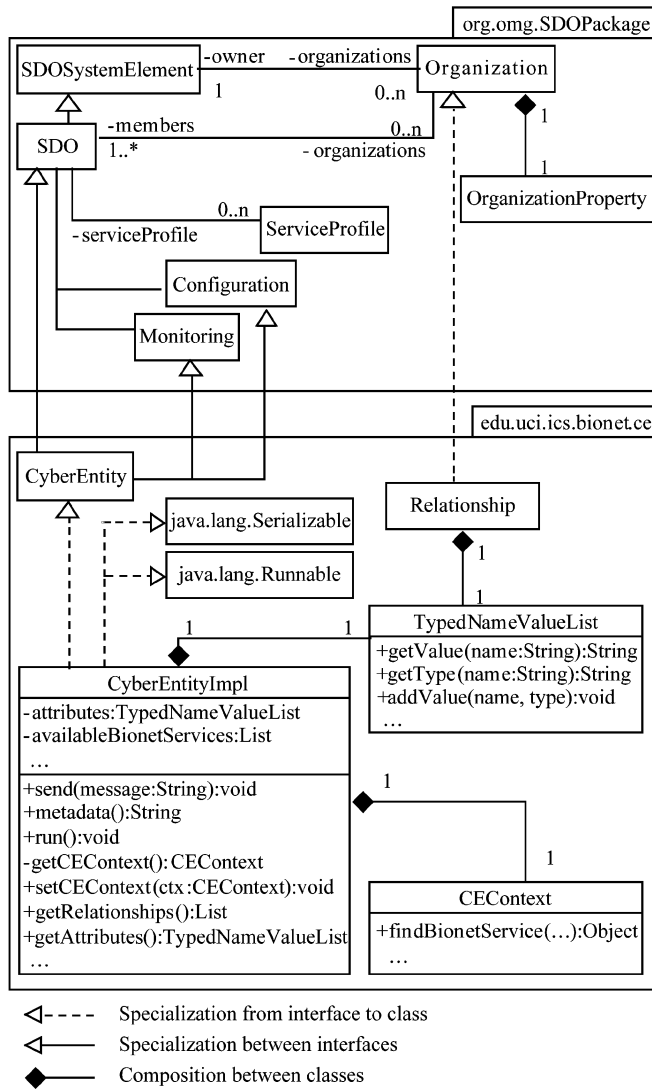 org.omg.SDOPackage
SDOSystemElement
-owner
-organizations
Organization
1
0..n
SDO
-members
0..n
1..*
- organizations
1
1
OrganizationProperty
0..n
-serviceProfile
ServiceProfile
Configuration
Monitoring
edu.uci.ics.bionet.ce
CyberEntity
Relationship
java.lang.Serializable
java.lang.Runnable
1
1
TypedNameValueList
+getValue(name:String):String
+getType(name:String):String
+addValue(name, type):void
...
1
1
CyberEntityImpl
-attributes:TypedNameValueList
-availableBionetServices:List
...
+send(message:String):void
+metadata():String
+run():void
-getCEContext():CEContext
+setCEContext(ctx:CEContext):void
+getRelationships():List
+getAttributes():TypedNameValueList
...
1
1
CEContext
+findBionetService(...):Object
...
Specialization from interface to class
Specialization between interfaces
Composition between classes